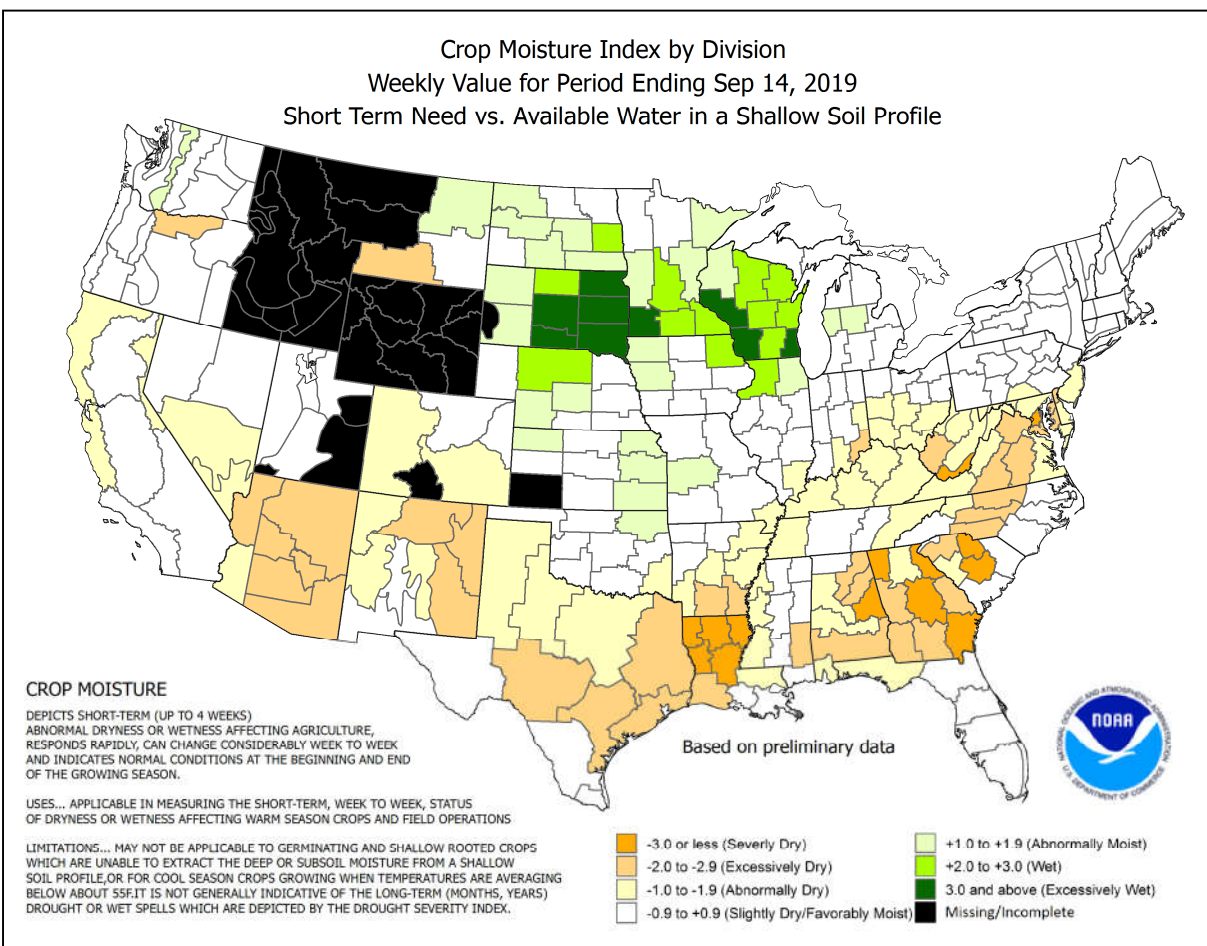 Crop Moisture Index by Division
Weekly Value for Period Ending Sep 14, 2019
Short Term Need vs. Available Water in a Shallow Soil Profile
CROP MOISTURE
DEPICTS SHORT-TERM (UP TO 4 WEEKS)
ABNORMAL DRYNESS OR WETNESS AFFECTING AGRICULTURE,
RESPONDS RAPIDLY, CAN CHANGE CONSIDERABLY WEEK TO WEEK
AND INDICATES NORMAL CONDITIONS AT THE BEGINNING AND END
OF THE GROWING SEASON.
USES... APPLICABLE IN MEASURING THE SHORT-TERM, WEEK TO WEEK, STATUS
OF DRYNESS OR WETNESS AFFECTING WARM SEASON CROPS AND FIELD OPERATIONS
LIMITATIONS... MAY NOT BE APPLICABLE TO GERMINATING AND SHALLOW ROOTED CROPS
WHICH ARE UNABLE TO EXTRACT THE DEEP OR SUBSOIL MOISTURE FROM A SHALLOW
SOIL PROFILE,OR FOR COOL SEASON CROPS GROWING WHEN TEMPERATURES ARE AVERAGING
BELOW ABOUT 55F.IT IS NOT GENERALLY INDICATIVE OF THE LONG-TERM (MONTHS, YEARS)
DROUGHT OR WET SPELLS WHICH ARE DEPICTED BY THE DROUGHT SEVERITY INDEX.
Based on preliminary data
NATIONAL OCEANIC AND ATMOSPHERIC ADMINISTRATION
NOAA
U.S. DEPARTMENT OF COMMERCE
-3.0 or less (Severly Dry)
-2.0 to -2.9 (Excessively Dry)
-1.0 to -1.9 (Abnormally Dry)
-0.9 to +0.9 (Slightly Dry/Favorably Moist)
+1.0 to +1.9 (Abnormally Moist)
+2.0 to +3.0 (Wet)
3.0 and above (Excessively Wet)
Missing/Incomplete